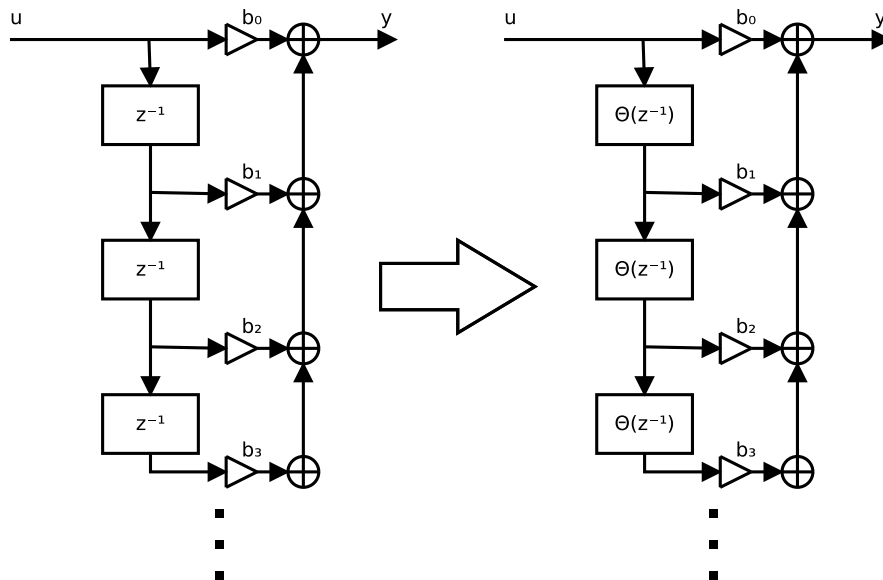 u b₀ y
z⁻¹
b₁
z⁻¹
b₂
z⁻¹
b₃
u b₀ y
Θ(z⁻¹)
b₁
Θ(z⁻¹)
b₂
Θ(z⁻¹)
b₃